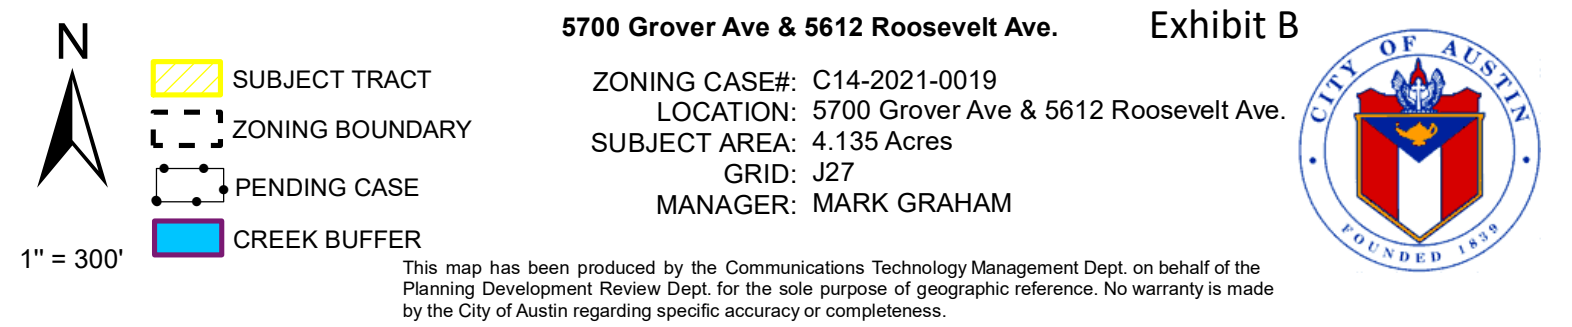 5700 Grover Ave & 5612 Roosevelt Ave.
Exhibit B
N
1" = 300'
SUBJECT TRACT
ZONING BOUNDARY
PENDING CASE
CREEK BUFFER
ZONING CASE#: C14-2021-0019
LOCATION: 5700 Grover Ave & 5612 Roosevelt Ave.
SUBJECT AREA: 4.135 Acres
GRID: J27
MANAGER: MARK GRAHAM
CITY OF AUSTIN
FOUNDED 1839
This map has been produced by the Communications Technology Management Dept. on behalf of the
Planning Development Review Dept. for the sole purpose of geographic reference. No warranty is made
by the City of Austin regarding specific accuracy or completeness.